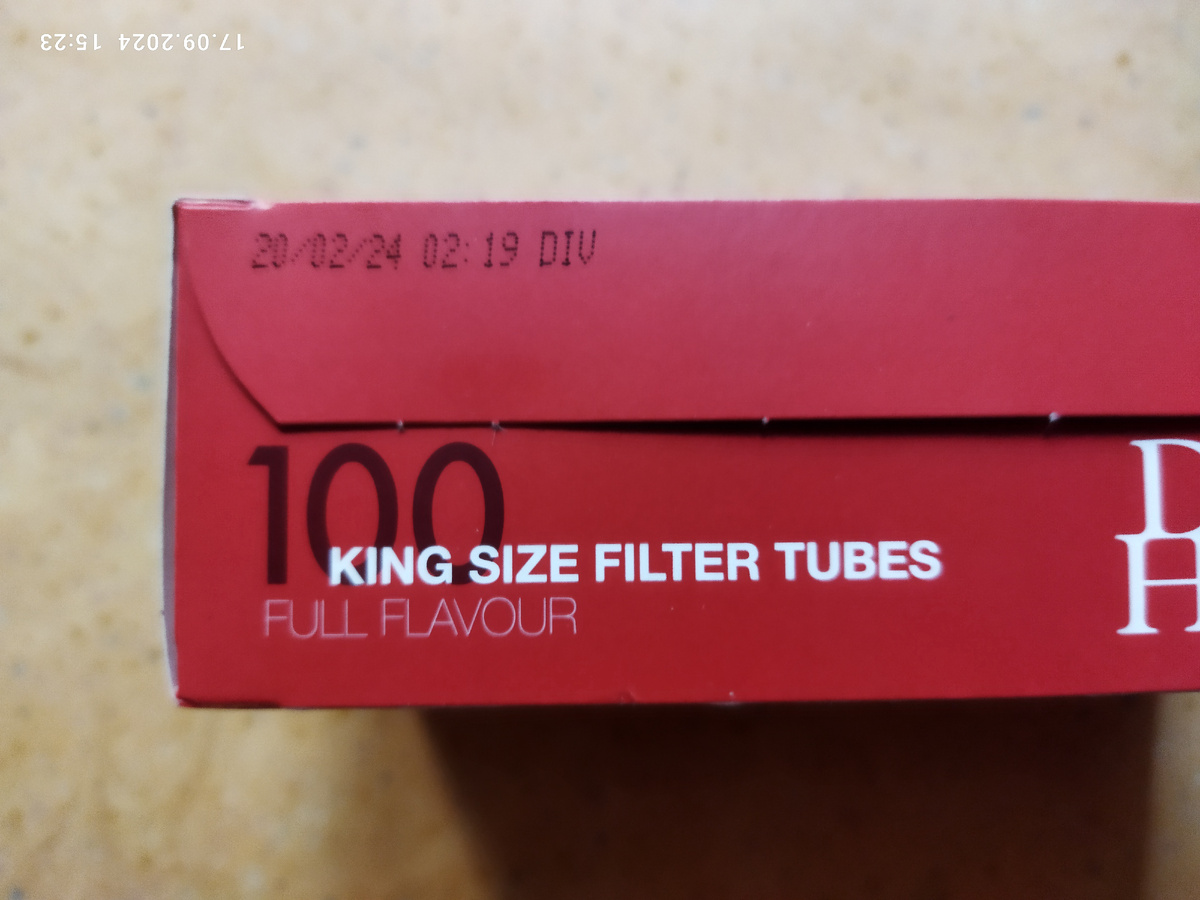 17.09.2024 15:23
20/02/24 02:19 DIV
100
KING SIZE FILTER TUBES
FULL FLAVOUR
D
H